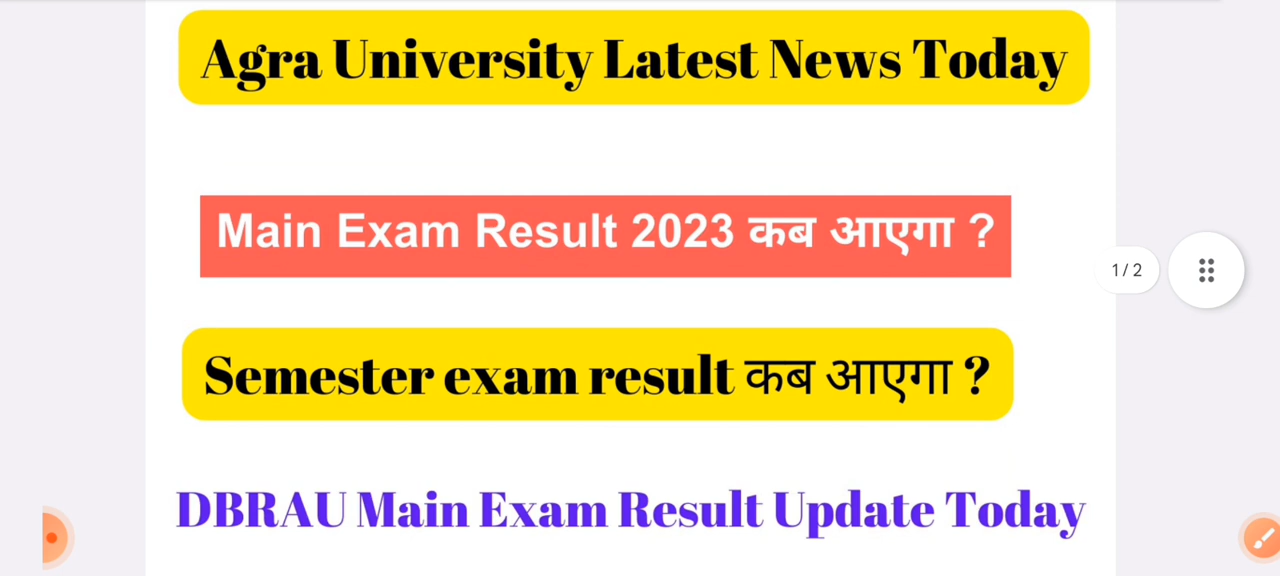 Agra University Latest News Today
Main Exam Result 2023 कब आएगा ?
1 / 2
Semester exam result कब आएगा ?
DBRAU Main Exam Result Update Today